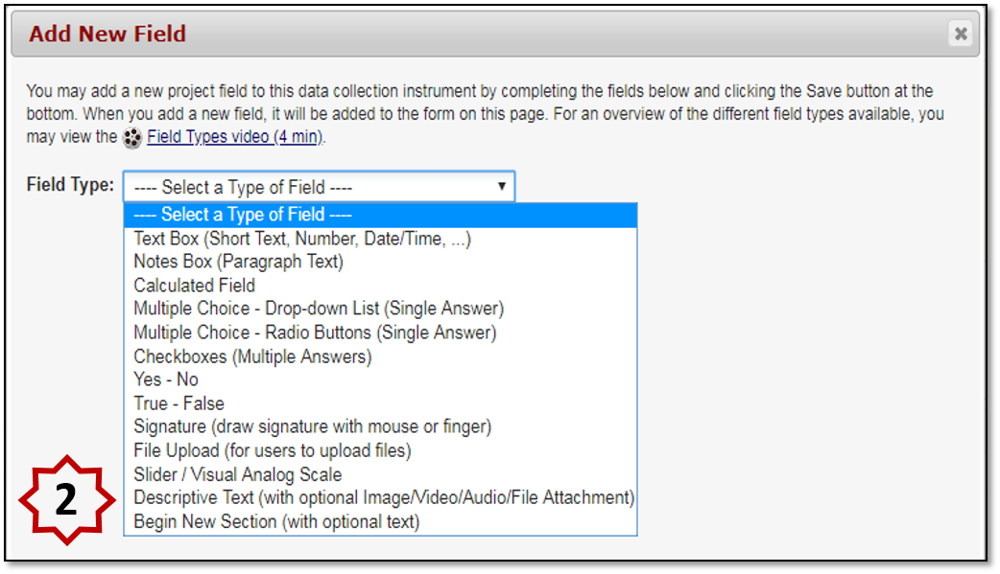 Add New Field
You may add a new project field to this data collection instrument by completing the fields below and clicking the Save button at the
bottom. When you add a new field, it will be added to the form on this page. For an overview of the different field types available, you
may view the Field Types video (4 min).
Field Type: ---- Select a Type of Field ----
---- Select a Type of Field ----
Text Box (Short Text, Number, Date/Time, ...)
Notes Box (Paragraph Text)
Calculated Field
Multiple Choice - Drop-down List (Single Answer)
Multiple Choice - Radio Buttons (Single Answer)
Checkboxes (Multiple Answers)
Yes - No
True - False
Signature (draw signature with mouse or finger)
File Upload (for users to upload files)
Slider / Visual Analog Scale
2
Descriptive Text (with optional Image/Video/Audio/File Attachment)
Begin New Section (with optional text)